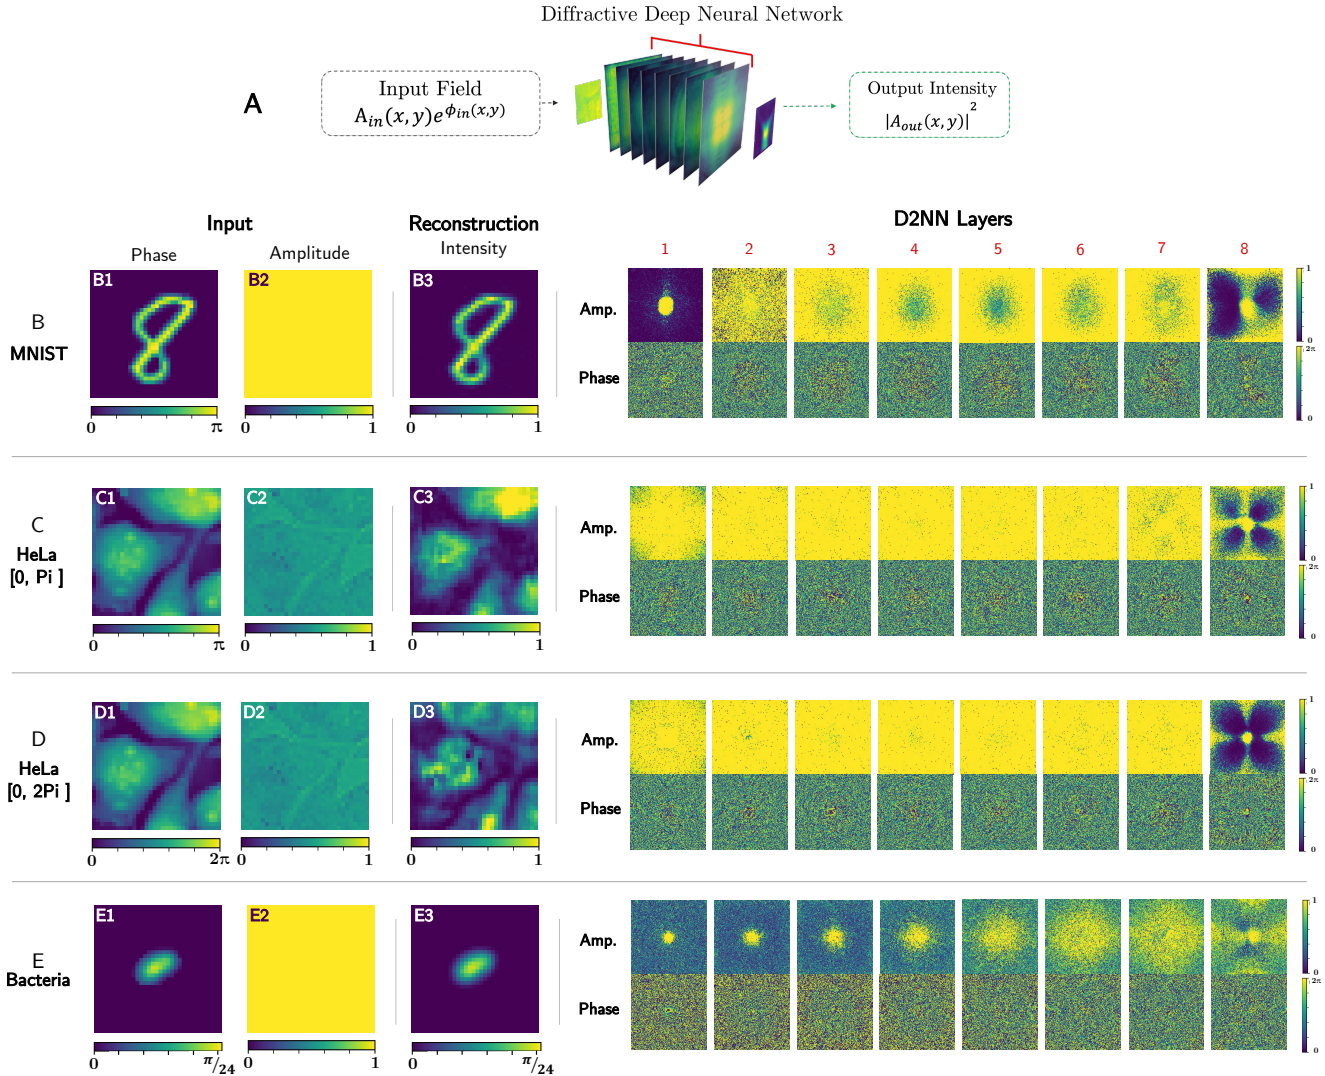 Diffractive Deep Neural Network
A
Input Field
A_in(x,y)e^ϕ_in(x,y)
Output Intensity
|A_out(x,y)|^2
Input
Reconstruction
D2NN Layers
Phase
Amplitude
Intensity
1 2 3 4 5 6 7 8
B
MNIST
B1
B2
B3
0 π
0 1
0 1
Amp.
Phase
1
0
2π
0
C
HeLa
[0, Pi ]
C1
C2
C3
0 π
0 1
0 1
Amp.
Phase
1
0
2π
0
D
HeLa
[0, 2Pi ]
D1
D2
D3
0 2π
0 1
0 1
Amp.
Phase
1
0
2π
0
E
Bacteria
E1
E2
E3
0 π/24
0 1
0 π/24
Amp.
Phase
1
0
2π
0